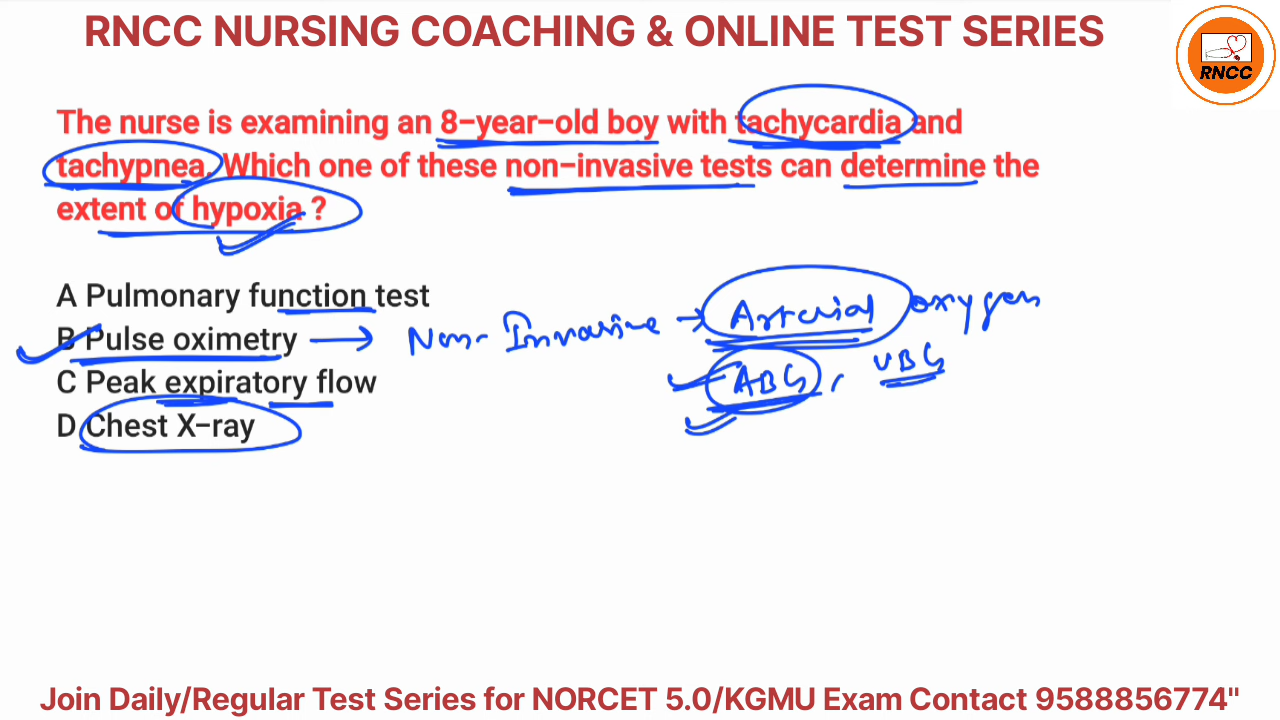 RNCC NURSING COACHING & ONLINE TEST SERIES
RNCC
The nurse is examining an 8-year-old boy with tachycardia and
tachypnea. Which one of these non-invasive tests can determine the
extent of hypoxia ?
A Pulmonary function test
B Pulse oximetry → Non-Invasive → Arterial oxygen
C Peak expiratory flow
ABG, VBG
D Chest X-ray
Join Daily/Regular Test Series for NORCET 5.0/KGMU Exam Contact 9588856774"